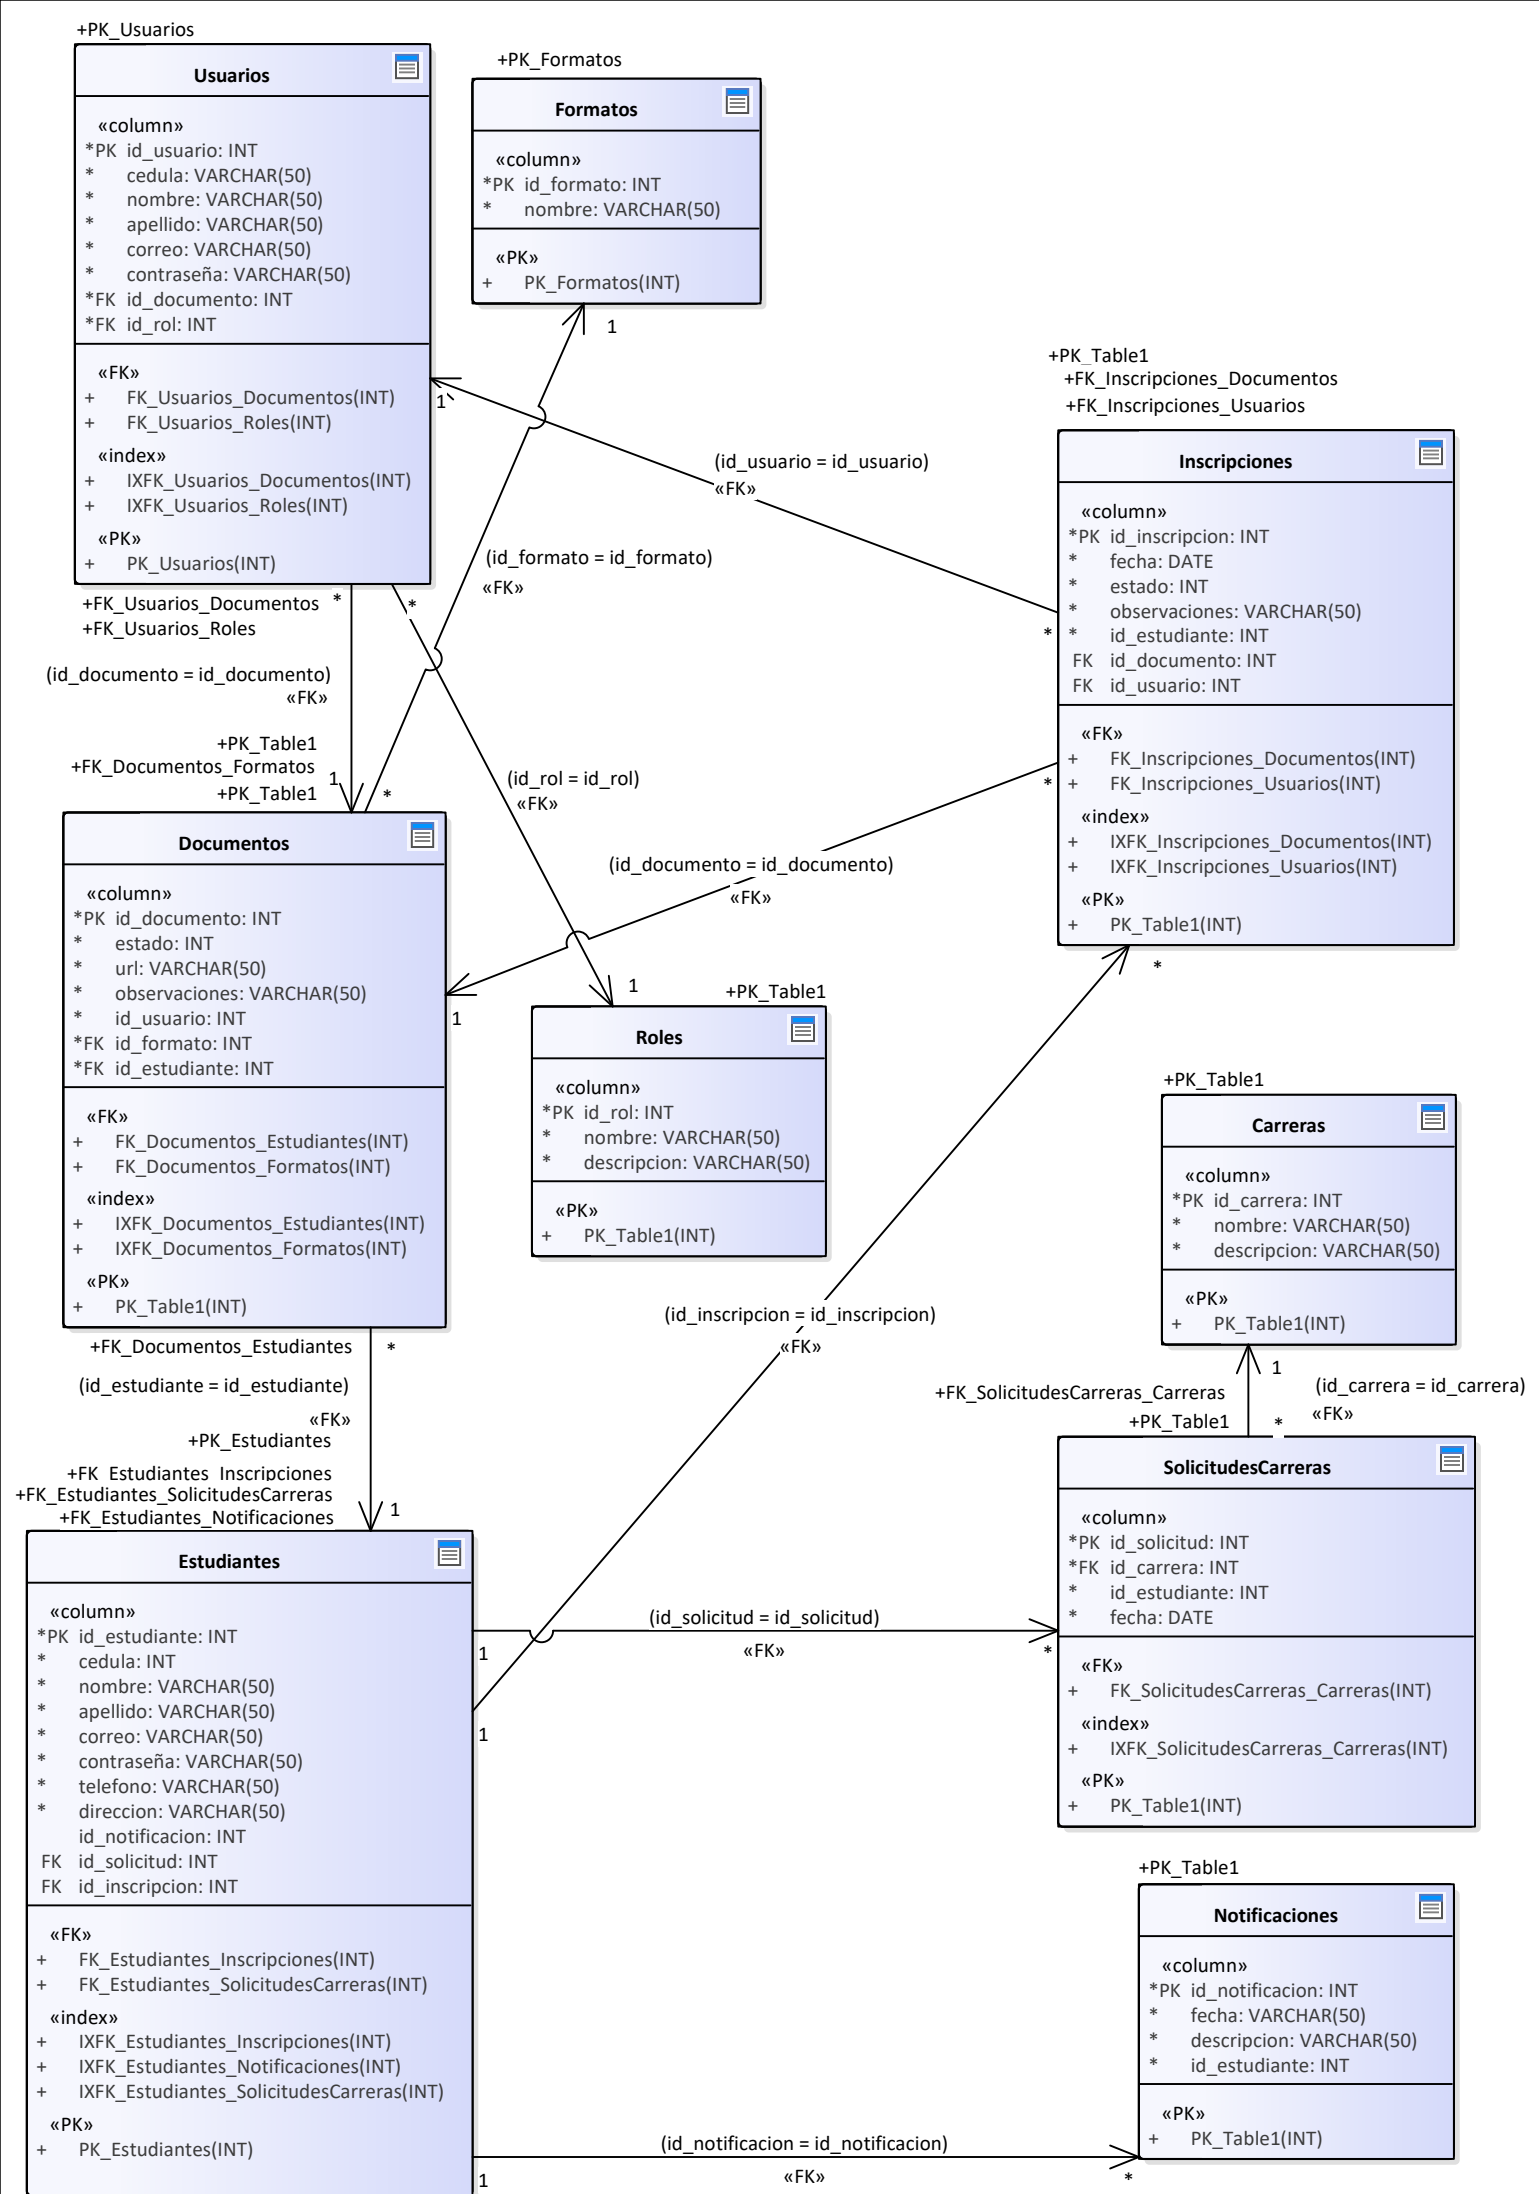 +PK_Usuarios
Usuarios
«column»
*PK id_usuario: INT
* cedula: VARCHAR(50)
* nombre: VARCHAR(50)
* apellido: VARCHAR(50)
* correo: VARCHAR(50)
* contraseña: VARCHAR(50)
*FK id_documento: INT
*FK id_rol: INT
«FK»
+ FK_Usuarios_Documentos(INT)
+ FK_Usuarios_Roles(INT)
«index»
+ IXFK_Usuarios_Documentos(INT)
+ IXFK_Usuarios_Roles(INT)
«PK»
+ PK_Usuarios(INT)
+PK_Formatos
Formatos
«column»
*PK id_formato: INT
* nombre: VARCHAR(50)
«PK»
+ PK_Formatos(INT)
1
1
(id_usuario = id_usuario)
«FK»
(id_formato = id_formato)
«FK»
+PK_Table1
+FK_Inscripciones_Documentos
+FK_Inscripciones_Usuarios
Inscripciones
«column»
*PK id_inscripcion: INT
* fecha: DATE
* estado: INT
* observaciones: VARCHAR(50)
* id_estudiante: INT
FK id_documento: INT
FK id_usuario: INT
«FK»
+ FK_Inscripciones_Documentos(INT)
+ FK_Inscripciones_Usuarios(INT)
«index»
+ IXFK_Inscripciones_Documentos(INT)
+ IXFK_Inscripciones_Usuarios(INT)
«PK»
+ PK_Table1(INT)
*
*
*
+FK_Usuarios_Documentos *
*
+FK_Usuarios_Roles
(id_documento = id_documento)
«FK»
+PK_Table1
+FK_Documentos_Formatos
1
+PK_Table1
*
(id_rol = id_rol)
«FK»
(id_documento = id_documento)
«FK»
Documentos
«column»
*PK id_documento: INT
* estado: INT
* url: VARCHAR(50)
* observaciones: VARCHAR(50)
* id_usuario: INT
*FK id_formato: INT
*FK id_estudiante: INT
«FK»
+ FK_Documentos_Estudiantes(INT)
+ FK_Documentos_Formatos(INT)
«index»
+ IXFK_Documentos_Estudiantes(INT)
+ IXFK_Documentos_Formatos(INT)
«PK»
+ PK_Table1(INT)
1
1
+PK_Table1
Roles
«column»
*PK id_rol: INT
* nombre: VARCHAR(50)
* descripcion: VARCHAR(50)
«PK»
+ PK_Table1(INT)
+PK_Table1
Carreras
«column»
*PK id_carrera: INT
* nombre: VARCHAR(50)
* descripcion: VARCHAR(50)
«PK»
+ PK_Table1(INT)
(id_inscripcion = id_inscripcion)
«FK»
+FK_Documentos_Estudiantes *
(id_estudiante = id_estudiante)
«FK»
+PK_Estudiantes
+FK_Estudiantes_Inscripciones
+FK_Estudiantes_SolicitudesCarreras
+FK_Estudiantes_Notificaciones
1
1
(id_carrera = id_carrera)
+FK_SolicitudesCarreras_Carreras
«FK»
+PK_Table1 *
SolicitudesCarreras
«column»
*PK id_solicitud: INT
*FK id_carrera: INT
* id_estudiante: INT
* fecha: DATE
«FK»
+ FK_SolicitudesCarreras_Carreras(INT)
«index»
+ IXFK_SolicitudesCarreras_Carreras(INT)
«PK»
+ PK_Table1(INT)
Estudiantes
«column»
*PK id_estudiante: INT
* cedula: INT
* nombre: VARCHAR(50)
* apellido: VARCHAR(50)
* correo: VARCHAR(50)
* contraseña: VARCHAR(50)
* telefono: VARCHAR(50)
* direccion: VARCHAR(50)
id_notificacion: INT
FK id_solicitud: INT
FK id_inscripcion: INT
«FK»
+ FK_Estudiantes_Inscripciones(INT)
+ FK_Estudiantes_SolicitudesCarreras(INT)
«index»
+ IXFK_Estudiantes_Inscripciones(INT)
+ IXFK_Estudiantes_Notificaciones(INT)
+ IXFK_Estudiantes_SolicitudesCarreras(INT)
«PK»
+ PK_Estudiantes(INT)
(id_solicitud = id_solicitud)
1
«FK»
*
1
+PK_Table1
Notificaciones
«column»
*PK id_notificacion: INT
* fecha: VARCHAR(50)
* descripcion: VARCHAR(50)
* id_estudiante: INT
«PK»
+ PK_Table1(INT)
(id_notificacion = id_notificacion)
1
«FK»
*